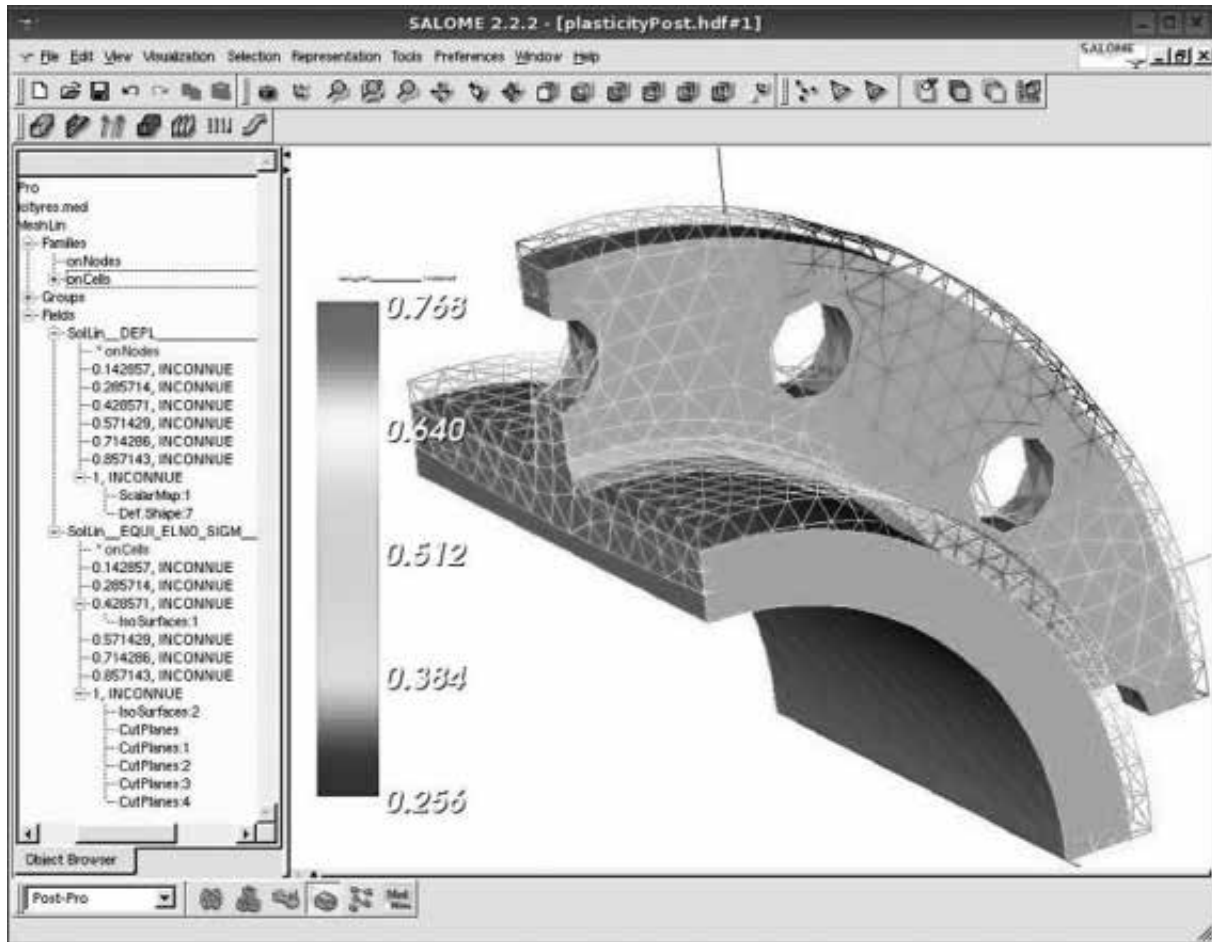 SALOME 2.2.2 - [plasticityPost.hdf#1]
File Edit View Visualization Selection Representation Tools Preferences Window Help
SALOME
Pro
icityres.med
MeshLin
Families
onNodes
onCells
Groups
Fields
SolLin__DEPL____________
* onNodes
0.142857, INCONNUE
0.285714, INCONNUE
0.428571, INCONNUE
0.571429, INCONNUE
0.714286, INCONNUE
0.857143, INCONNUE
1, INCONNUE
ScalarMap:1
Def.Shape:7
SolLin__EQUI_ELNO_SIGM__
* onCells
0.142857, INCONNUE
0.285714, INCONNUE
0.428571, INCONNUE
IsoSurfaces:1
0.571429, INCONNUE
0.714286, INCONNUE
0.857143, INCONNUE
1, INCONNUE
IsoSurfaces:2
CutPlanes
CutPlanes:1
CutPlanes:2
CutPlanes:3
CutPlanes:4
0.768
0.640
0.512
0.384
0.256
Object Browser
Post-Pro